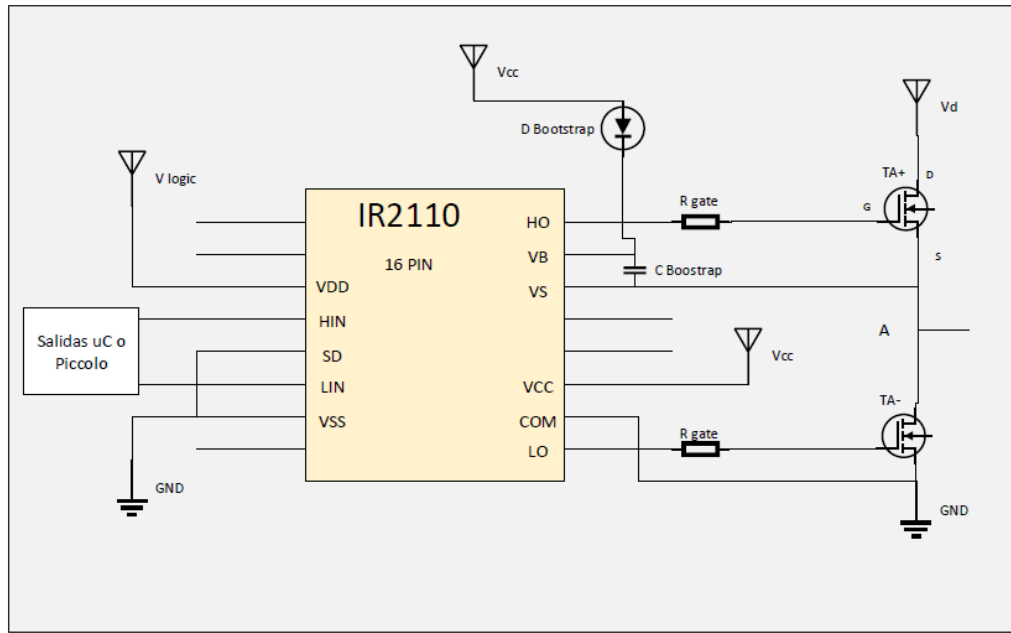 Vcc
Vd
D Bootstrap
V logic
TA+
D
IR2110
R gate
G
HO
16 PIN
VB
S
C Boostrap
VDD
VS
HIN
A
Salidas uC o
Piccolo
SD
Vcc
LIN
VCC
TA-
VSS
COM
R gate
LO
GND
GND